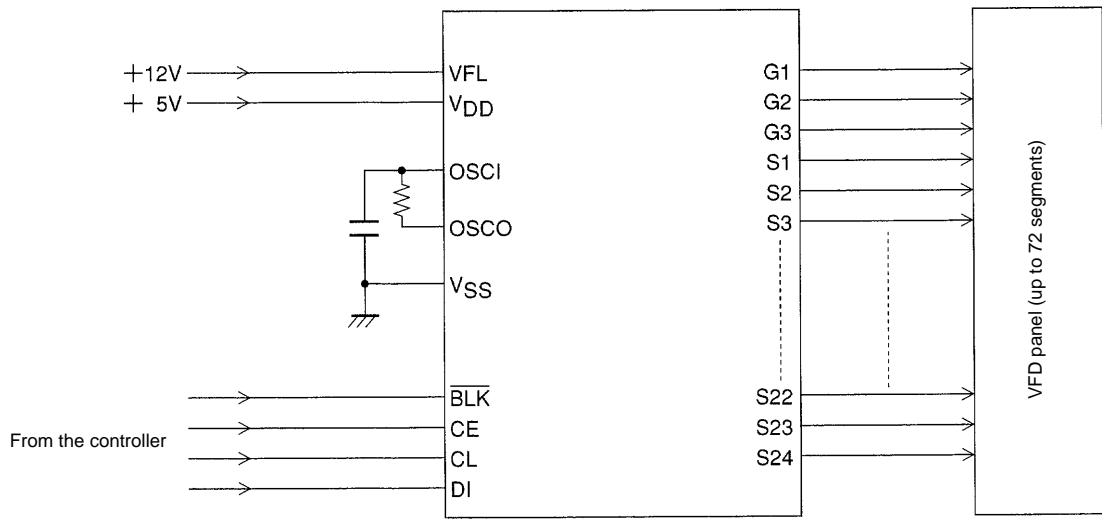 +12V
+ 5V
From the controller
VFL
VDD
OSCI
OSCO
VSS
BLK
CE
CL
DI
G1
G2
G3
S1
S2
S3
S22
S23
S24
VFD panel (up to 72 segments)